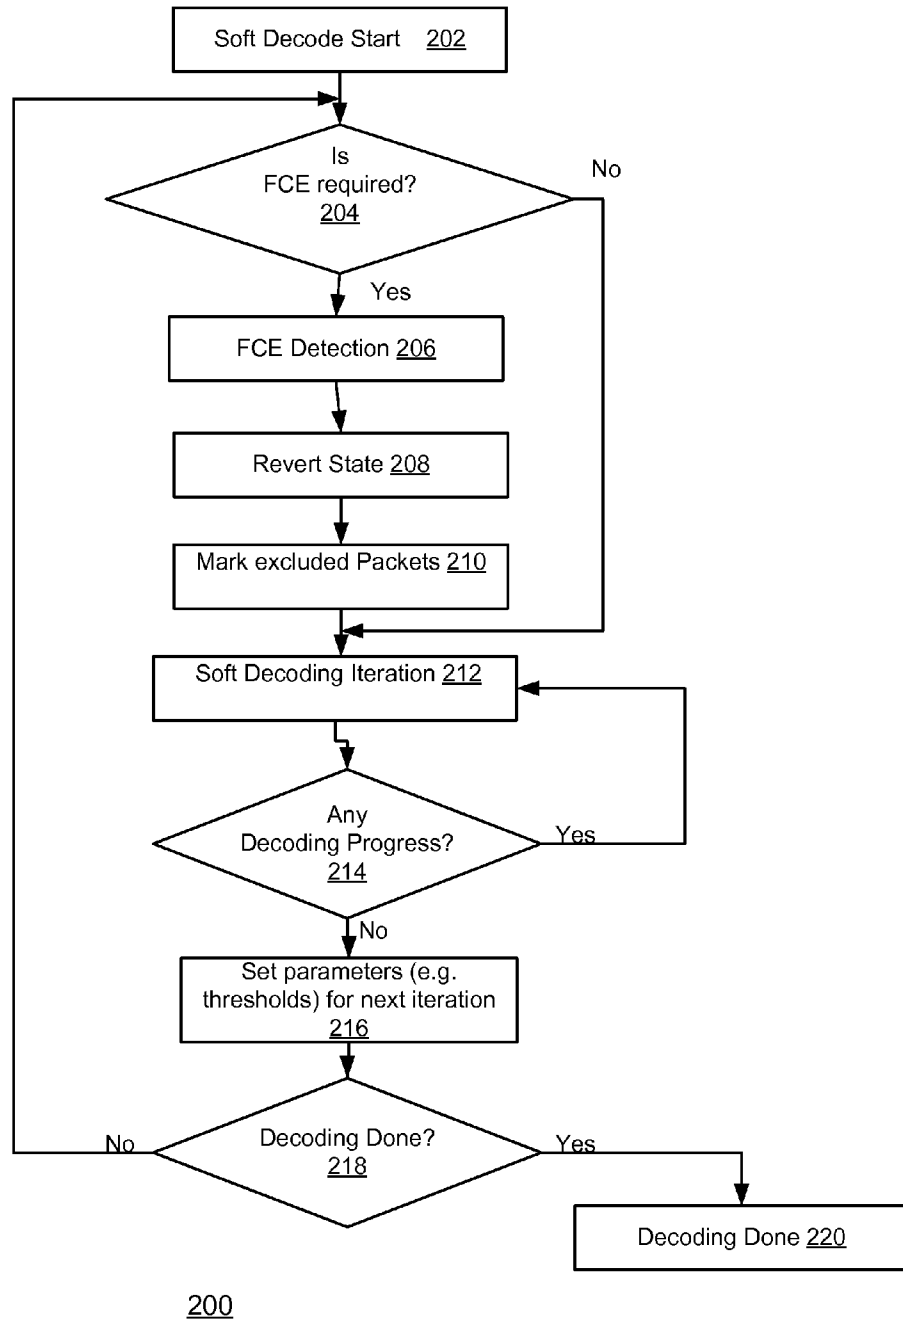 Soft Decode Start 202
Is
FCE required?
204
No
Yes
FCE Detection 206
Revert State 208
Mark excluded Packets 210
Soft Decoding Iteration 212
Any
Decoding Progress?
214
Yes
No
Set parameters (e.g.
thresholds) for next iteration
216
Decoding Done?
218
No
Yes
Decoding Done 220
200